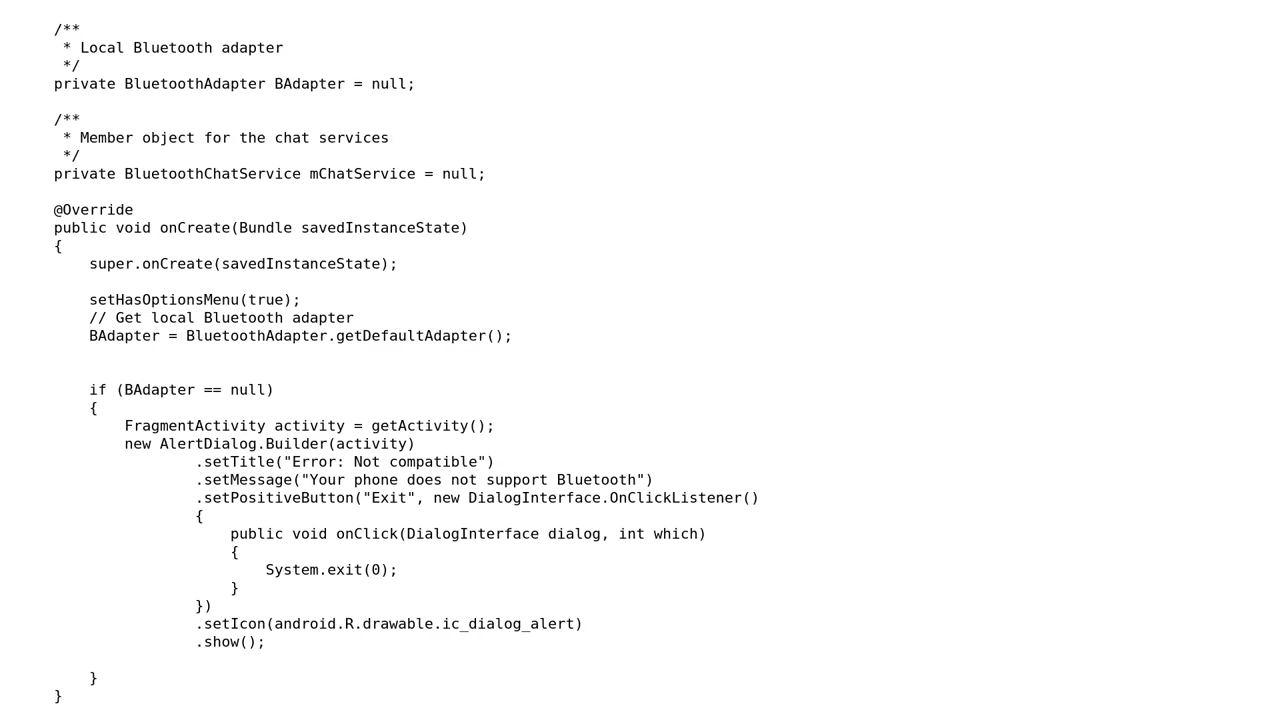 /**
 * Local Bluetooth adapter
 */
private BluetoothAdapter BAdapter = null;

/**
 * Member object for the chat services
 */
private BluetoothChatService mChatService = null;

@Override
public void onCreate(Bundle savedInstanceState)
{
    super.onCreate(savedInstanceState);

    setHasOptionsMenu(true);
    // Get local Bluetooth adapter
    BAdapter = BluetoothAdapter.getDefaultAdapter();


    if (BAdapter == null)
    {
        FragmentActivity activity = getActivity();
        new AlertDialog.Builder(activity)
                .setTitle("Error: Not compatible")
                .setMessage("Your phone does not support Bluetooth")
                .setPositiveButton("Exit", new DialogInterface.OnClickListener()
                {
                    public void onClick(DialogInterface dialog, int which)
                    {
                        System.exit(0);
                    }
                })
                .setIcon(android.R.drawable.ic_dialog_alert)
                .show();

    }
}